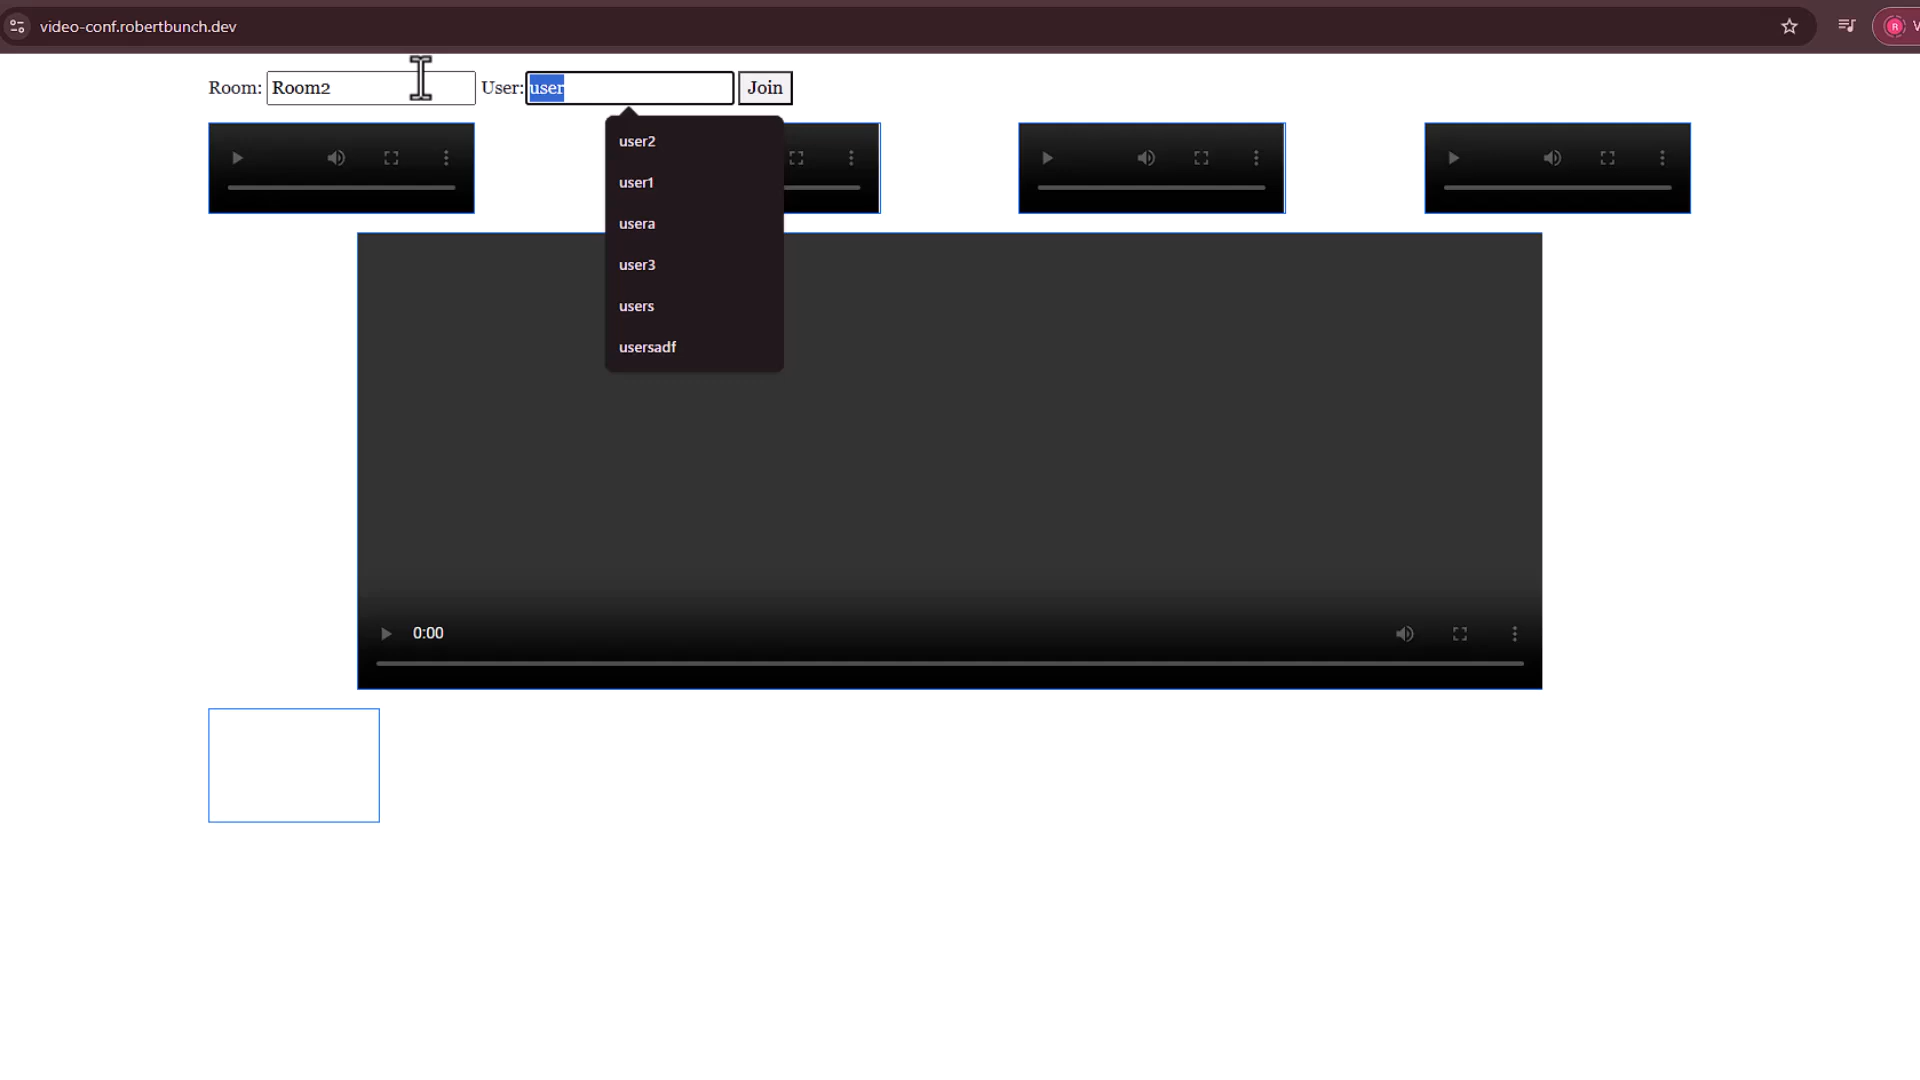 video-conf.robertbunch.dev
Room: Room2 User: user Join
user2
user1
usera
user3
users
usersadf
0:00